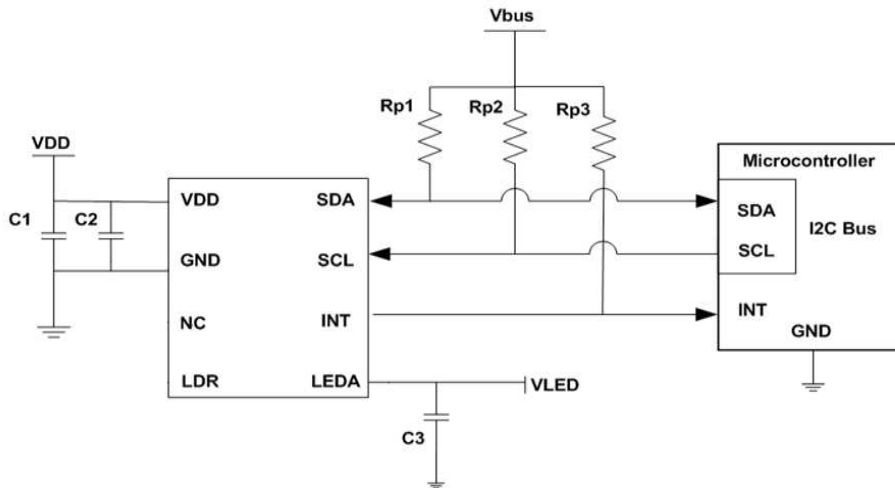 Vbus
Rp1
Rp2
Rp3
VDD
C1
C2
VDD
GND
NC
LDR
SDA
SCL
INT
LEDA
VLED
C3
Microcontroller
SDA
SCL
I2C Bus
INT
GND